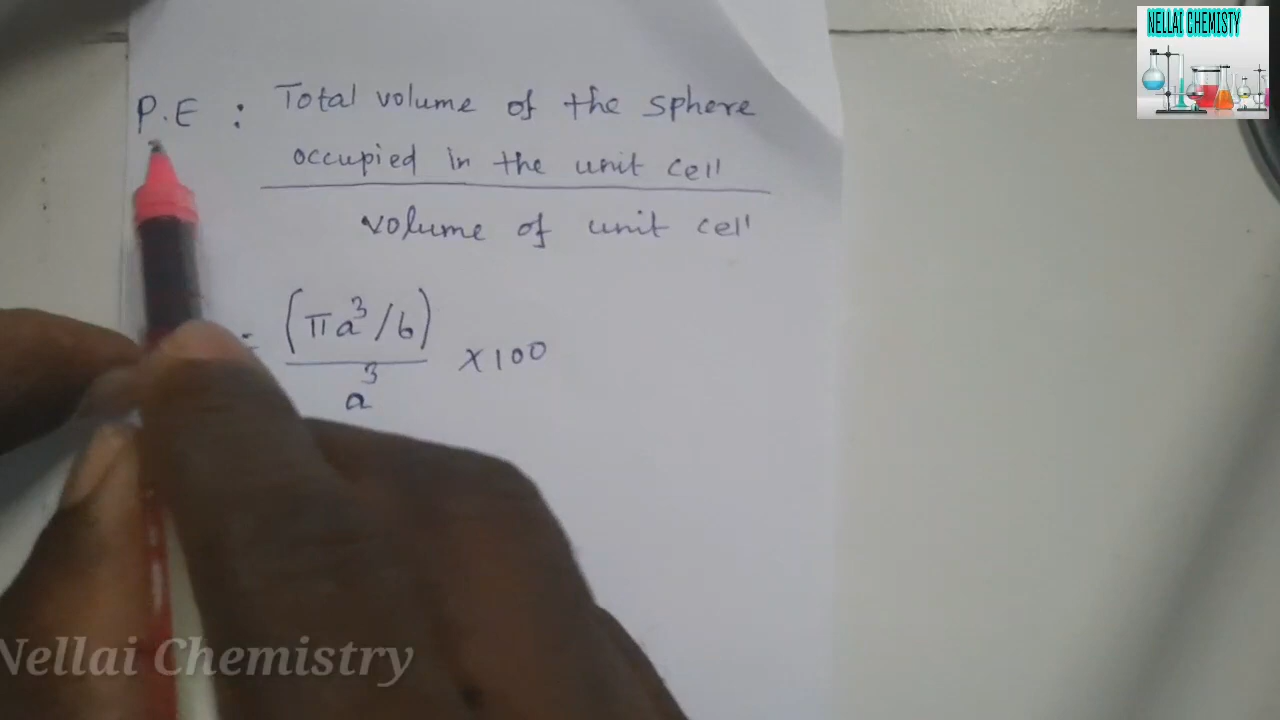 NELLAI CHEMISTY
P.E : Total volume of the sphere
occupied in the unit cell
volume of unit cell
= (πa³/6)
a³
×100
Nellai Chemistry